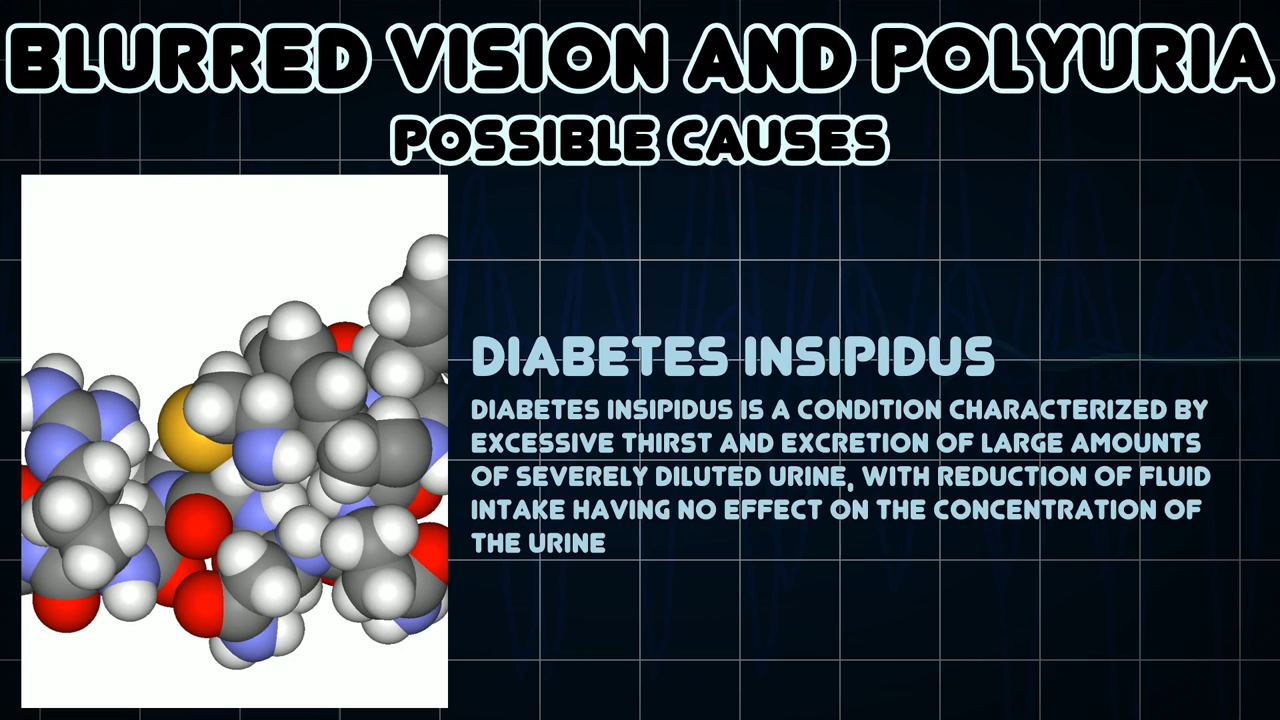 BLURRED VISION AND POLYURIA
POSSIBLE CAUSES
DIABETES INSIPIDUS
DIABETES INSIPIDUS IS A CONDITION CHARACTERIZED BY
EXCESSIVE THIRST AND EXCRETION OF LARGE AMOUNTS
OF SEVERELY DILUTED URINE, WITH REDUCTION OF FLUID
INTAKE HAVING NO EFFECT ON THE CONCENTRATION OF
THE URINE